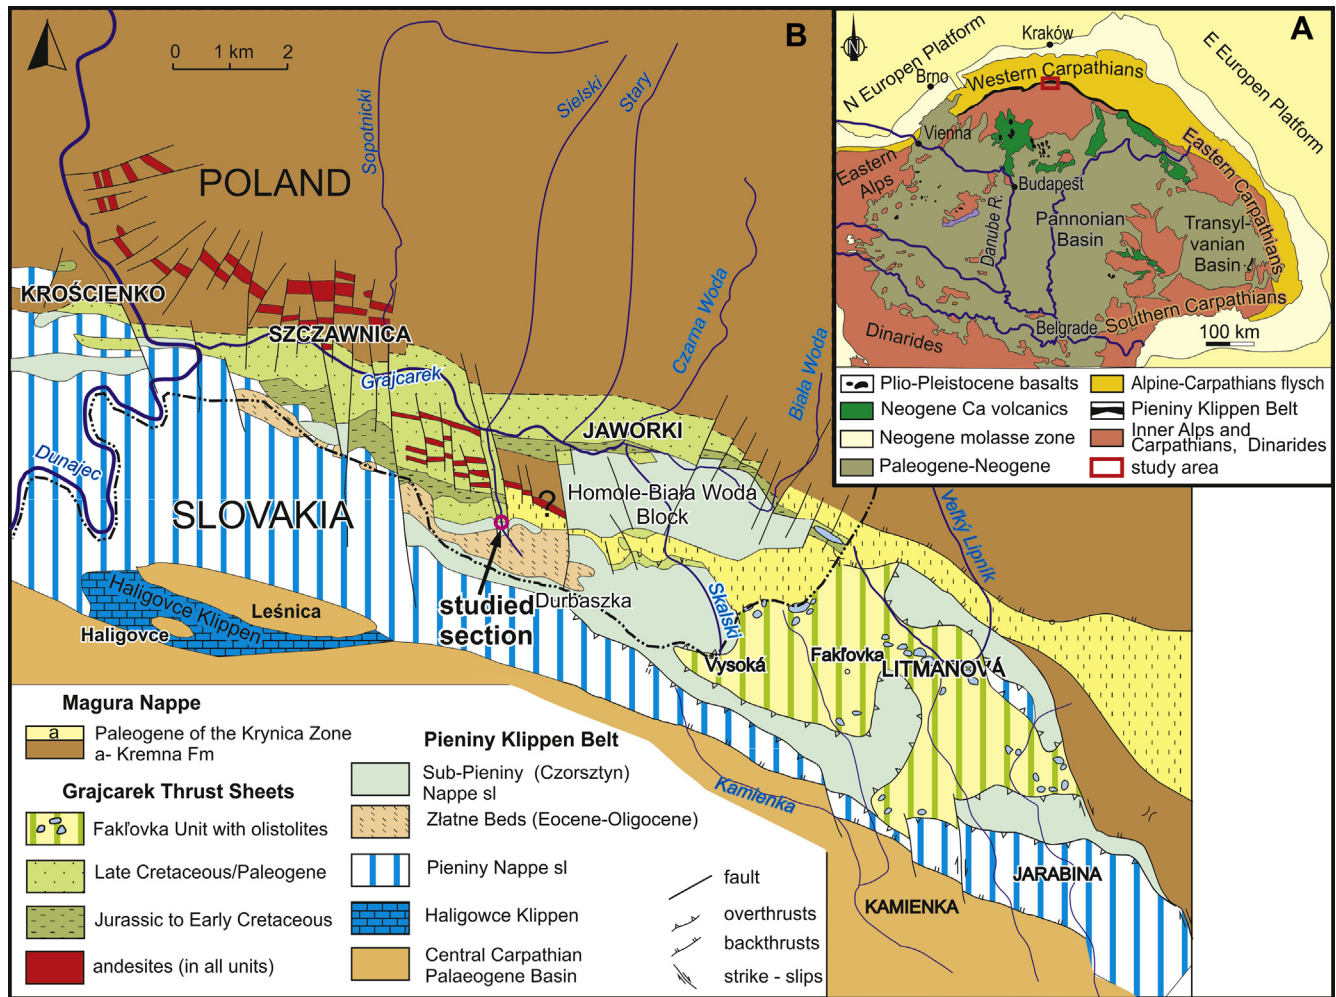 B
0 1 km 2
Sopotnicki
Sielski
Stary
POLAND
KROŚCIENKO
SZCZAWNICA
Grajcarek
Czarna Woda
Biała Woda
JAWORKI
Dunajec
SLOVAKIA
?
Homole-Biała Woda
Block
Veľký Lipník
Haligovce Klippen
Leśnica
Haligovce
studied
section
Durbaszka
Skalski
Vysoká
Fakľovka
LITMANOVÁ
Kamienka
JARABINA
KAMIENKA
A
N
Kraków
N Europen Platform
E Europen Platform
Brno
Western Carpathians
Vienna
Eastern
Alps
Eastern Carpathians
Budapest
Danube R.
Pannonian
Basin
Transyl-
vanian
Basin
Southern Carpathians
Belgrade
Dinarides
100 km
Plio-Pleistocene basalts
Neogene Ca volcanics
Neogene molasse zone
Paleogene-Neogene
Alpine-Carpathians flysch
Pieniny Klippen Belt
Inner Alps and
Carpathians, Dinarides
study area
Magura Nappe
a
Paleogene of the Krynica Zone
a- Kremna Fm
Grajcarek Thrust Sheets
Fakľovka Unit with olistolites
Late Cretaceous/Paleogene
Jurassic to Early Cretaceous
andesites (in all units)
Pieniny Klippen Belt
Sub-Pieniny (Czorsztyn)
Nappe sl
Złatne Beds (Eocene-Oligocene)
Pieniny Nappe sl
Haligowce Klippen
Central Carpathian
Palaeogene Basin
fault
overthrusts
backthrusts
strike - slips